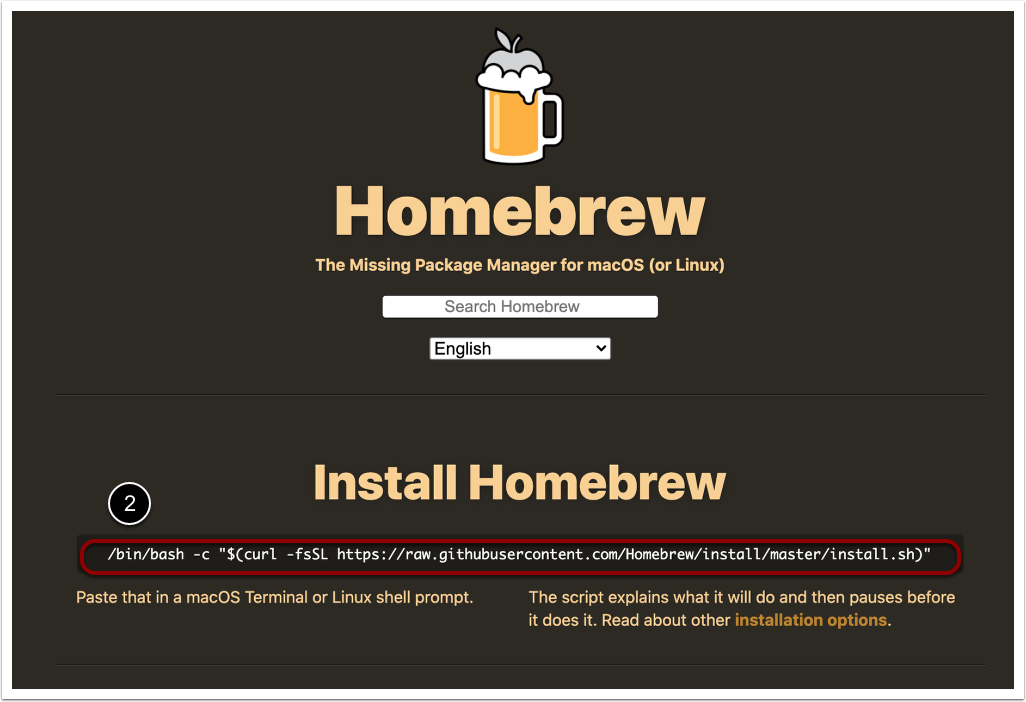 Homebrew
The Missing Package Manager for macOS (or Linux)
Search Homebrew
English
Install Homebrew
2
/bin/bash -c "$(curl -fsSL https://raw.githubusercontent.com/Homebrew/install/master/install.sh)"
Paste that in a macOS Terminal or Linux shell prompt.
The script explains what it will do and then pauses before
it does it. Read about other installation options.